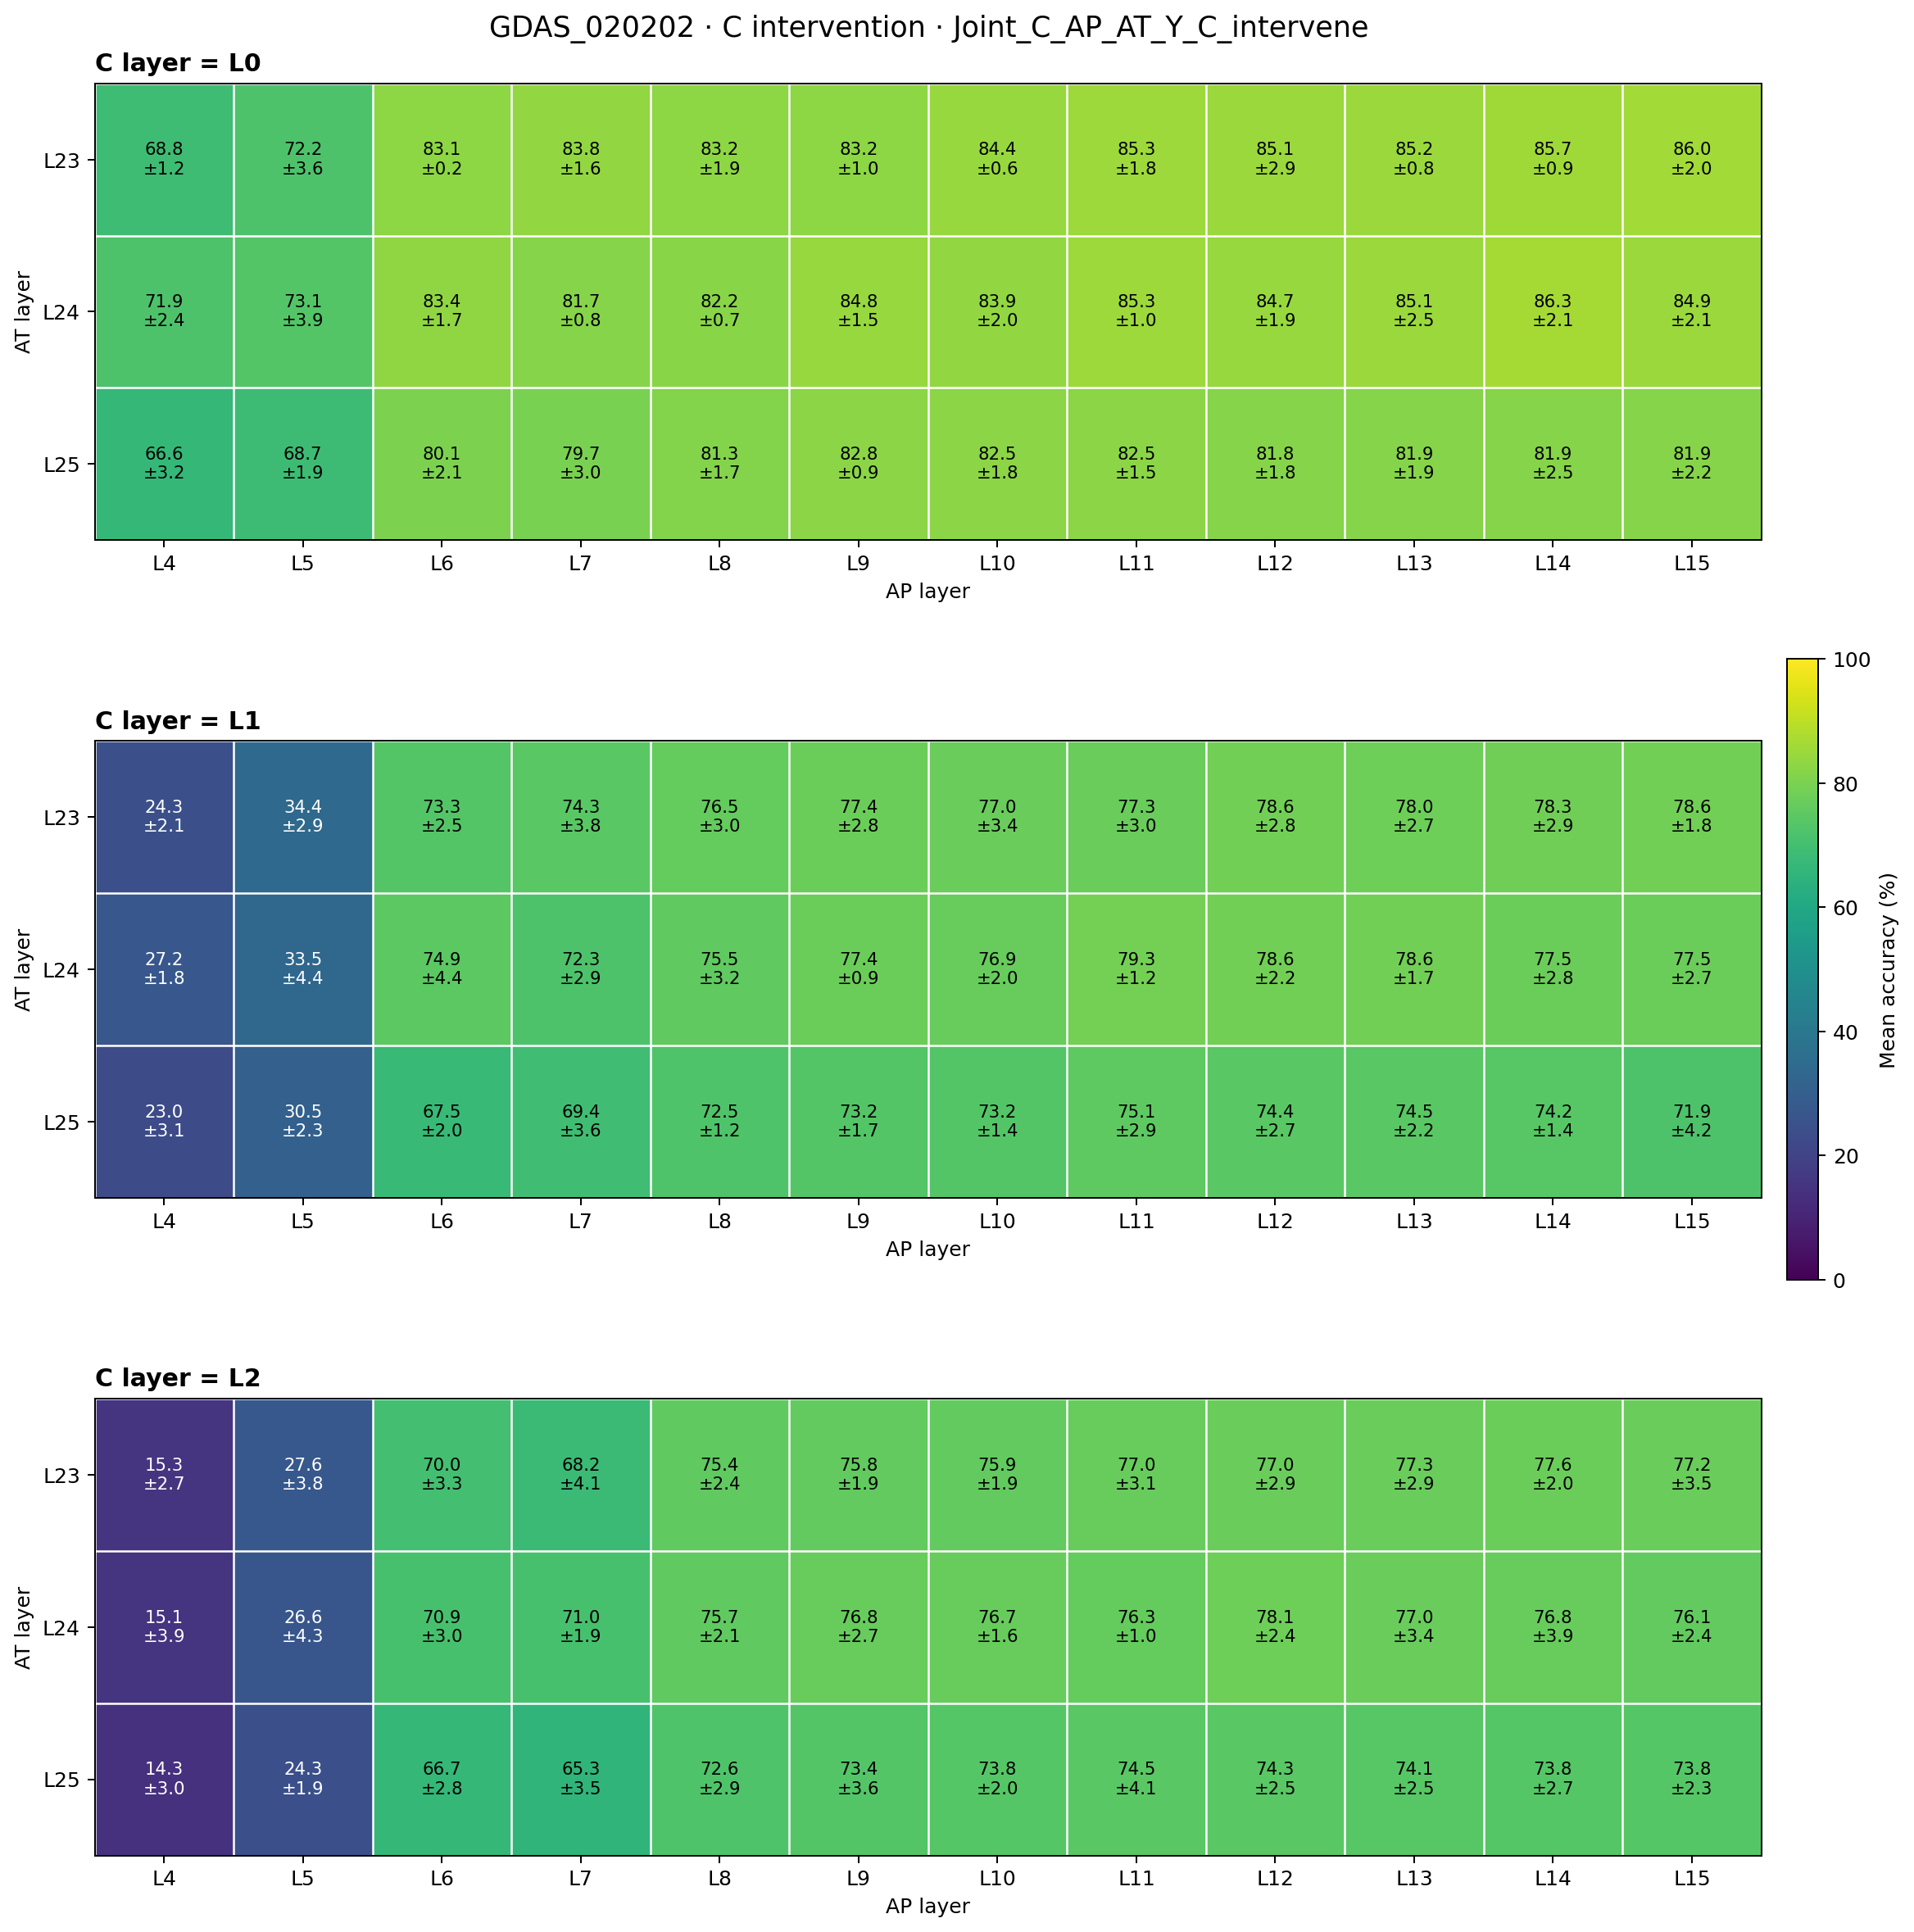 GDAS_020202 · C intervention · Joint_C_AP_AT_Y_C_intervene
C layer = L0
AT layer
L23
68.8 72.2 83.1 83.8 83.2 83.2 84.4 85.3 85.1 85.2 85.7 86.0
±1.2 ±3.6 ±0.2 ±1.6 ±1.9 ±1.0 ±0.6 ±1.8 ±2.9 ±0.8 ±0.9 ±2.0
L24
71.9 73.1 83.4 81.7 82.2 84.8 83.9 85.3 84.7 85.1 86.3 84.9
±2.4 ±3.9 ±1.7 ±0.8 ±0.7 ±1.5 ±2.0 ±1.0 ±1.9 ±2.5 ±2.1 ±2.1
L25
66.6 68.7 80.1 79.7 81.3 82.8 82.5 82.5 81.8 81.9 81.9 81.9
±3.2 ±1.9 ±2.1 ±3.0 ±1.7 ±0.9 ±1.8 ±1.5 ±1.8 ±1.9 ±2.5 ±2.2
L4 L5 L6 L7 L8 L9 L10 L11 L12 L13 L14 L15
AP layer
C layer = L1
AT layer
L23
24.3 34.4 73.3 74.3 76.5 77.4 77.0 77.3 78.6 78.0 78.3 78.6
±2.1 ±2.9 ±2.5 ±3.8 ±3.0 ±2.8 ±3.4 ±3.0 ±2.8 ±2.7 ±2.9 ±1.8
L24
27.2 33.5 74.9 72.3 75.5 77.4 76.9 79.3 78.6 78.6 77.5 77.5
±1.8 ±4.4 ±4.4 ±2.9 ±3.2 ±0.9 ±2.0 ±1.2 ±2.2 ±1.7 ±2.8 ±2.7
L25
23.0 30.5 67.5 69.4 72.5 73.2 73.2 75.1 74.4 74.5 74.2 71.9
±3.1 ±2.3 ±2.0 ±3.6 ±1.2 ±1.7 ±1.4 ±2.9 ±2.7 ±2.2 ±1.4 ±4.2
L4 L5 L6 L7 L8 L9 L10 L11 L12 L13 L14 L15
AP layer
100
80
60
40
20
0
Mean accuracy (%)
C layer = L2
AT layer
L23
15.3 27.6 70.0 68.2 75.4 75.8 75.9 77.0 77.0 77.3 77.6 77.2
±2.7 ±3.8 ±3.3 ±4.1 ±2.4 ±1.9 ±1.9 ±3.1 ±2.9 ±2.9 ±2.0 ±3.5
L24
15.1 26.6 70.9 71.0 75.7 76.8 76.7 76.3 78.1 77.0 76.8 76.1
±3.9 ±4.3 ±3.0 ±1.9 ±2.1 ±2.7 ±1.6 ±1.0 ±2.4 ±3.4 ±3.9 ±2.4
L25
14.3 24.3 66.7 65.3 72.6 73.4 73.8 74.5 74.3 74.1 73.8 73.8
±3.0 ±1.9 ±2.8 ±3.5 ±2.9 ±3.6 ±2.0 ±4.1 ±2.5 ±2.5 ±2.7 ±2.3
L4 L5 L6 L7 L8 L9 L10 L11 L12 L13 L14 L15
AP layer